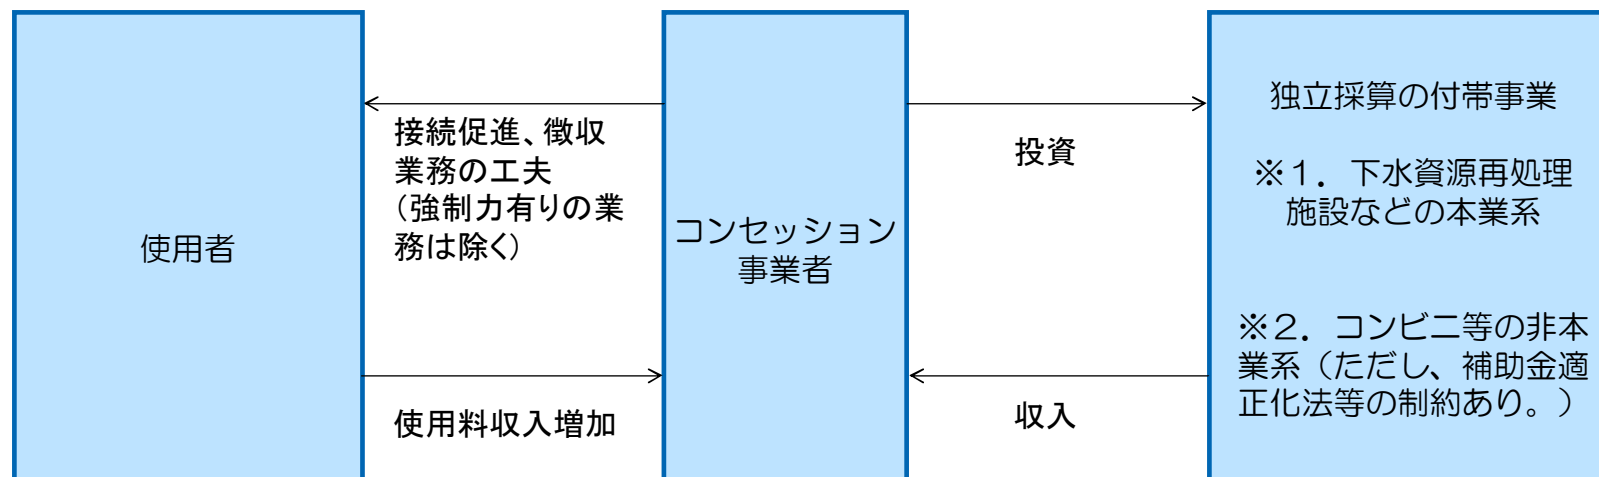 使用者
接続促進、徴収
業務の工夫
（強制力有りの業
務は除く）
使用料収入増加
コンセッション
事業者
投資
収入
独立採算の付帯事業
※１．下水資源再処理
施設などの本業系
※２．コンビニ等の非本
業系（ただし、補助金適
正化法等の制約あり。）